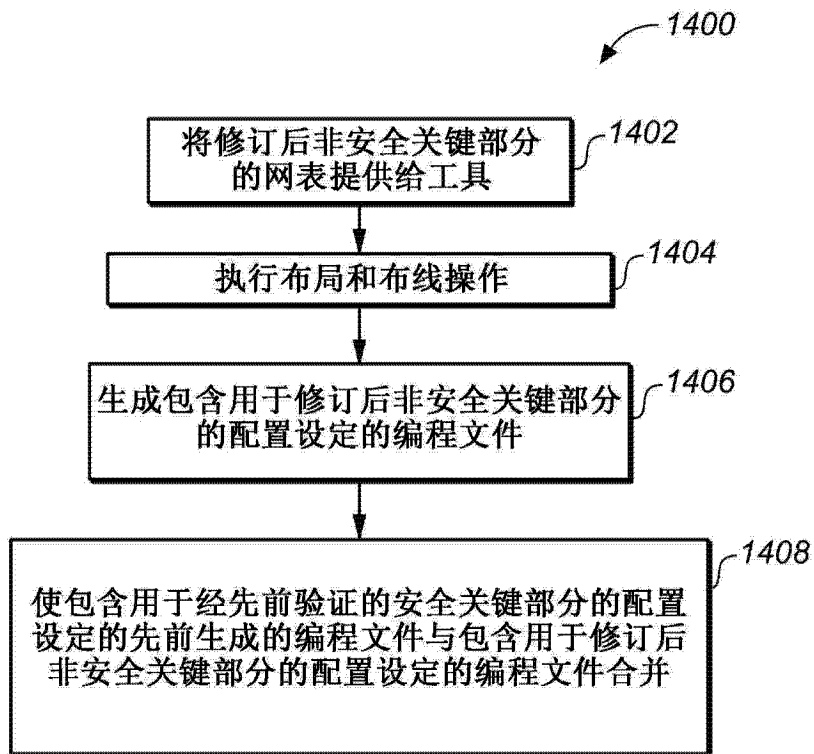 1400
将修订后非安全关键部分
的网表提供给工具
1402
执行布局和布线操作
1404
生成包含用于修订后非安全关键部分
的配置设定的编程文件
1406
使包含用于经先前验证的安全关键部分的配置
设定的先前生成的编程文件与包含用于修订后
非安全关键部分的配置设定的编程文件合并
1408